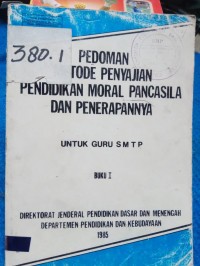 380.1
PEDOMAN
TODE PENYAJIAN
PENDIDIKAN MORAL PANCASILA
DAN PENERAPANNYA
UNTUK GURU SMTP
BUKU I
DIREKTORAT JENDERAL PENDIDIKAN DASAR DAN MENENGAH
DEPARTEMEN PENDIDIKAN DAN KEBUDAYAAN
1985